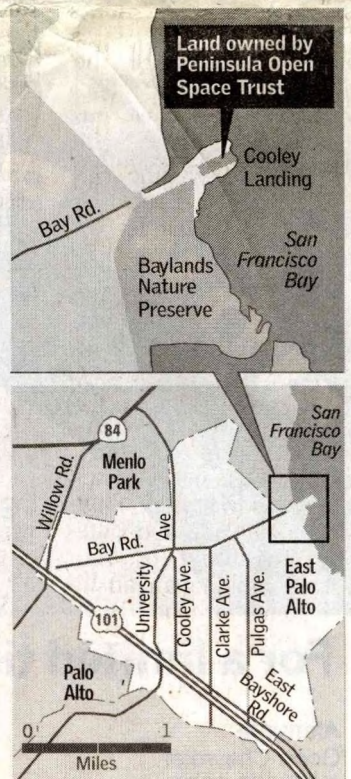 Land owned by
Peninsula Open
Space Trust
Cooley
Landing
Bay Rd.
San
Francisco
Bay
Baylands
Nature
Preserve
84
San
Francisco
Bay
Willow Rd.
Menlo
Park
Ave
Bay Rd.
University
Cooley Ave.
Clarke Ave.
Pulgas Ave.
East
Palo
Alto
101
Palo
Alto
East
Bayshore
Rd.
0 1
Miles